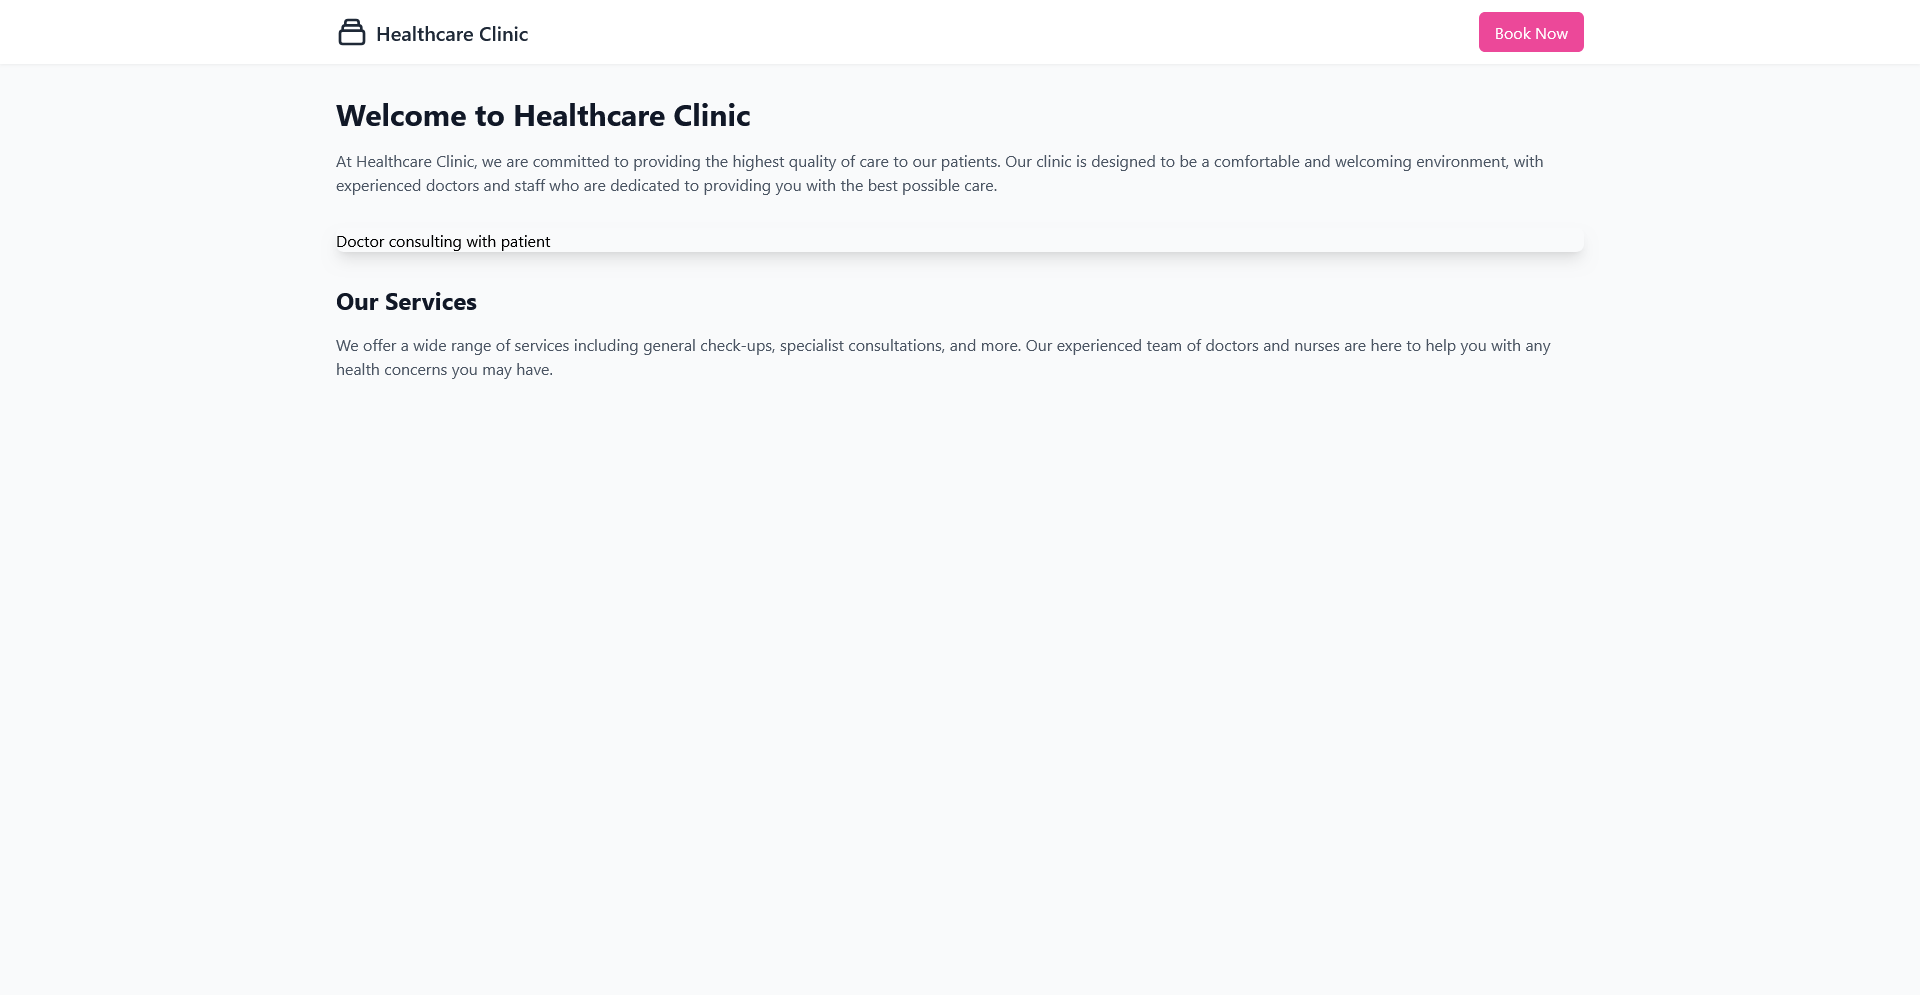 Healthcare Clinic
Book Now
Welcome to Healthcare Clinic
At Healthcare Clinic, we are committed to providing the highest quality of care to our patients. Our clinic is designed to be a comfortable and welcoming environment, with
experienced doctors and staff who are dedicated to providing you with the best possible care.
Doctor consulting with patient
Our Services
We offer a wide range of services including general check-ups, specialist consultations, and more. Our experienced team of doctors and nurses are here to help you with any
health concerns you may have.